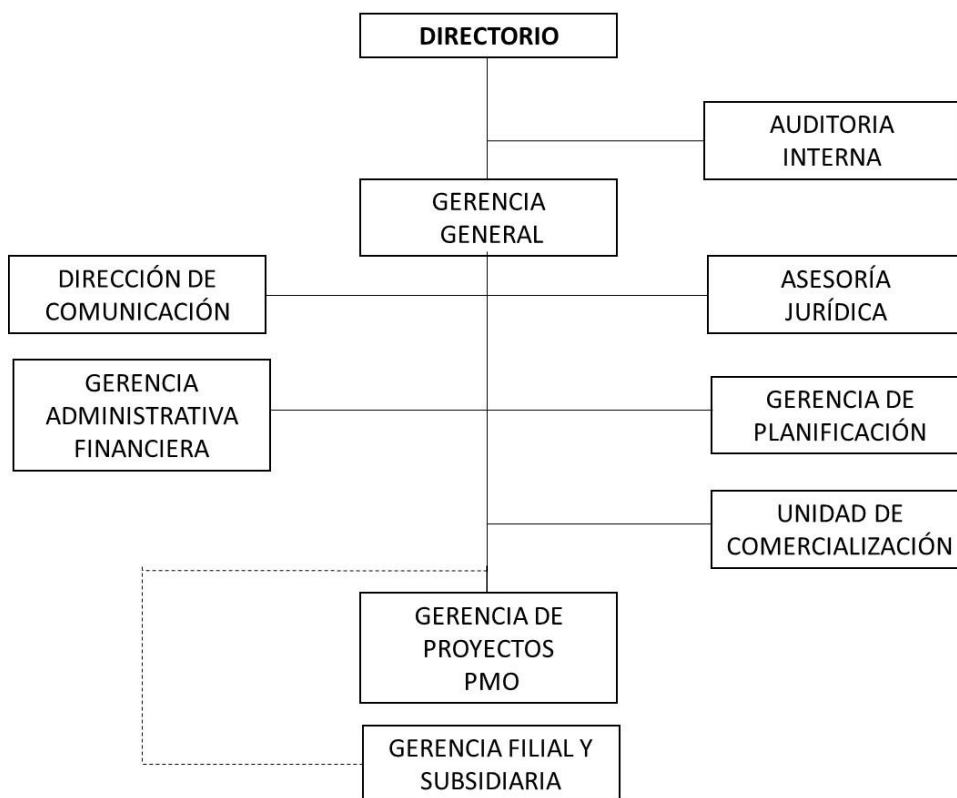 DIRECTORIO
AUDITORIA
INTERNA
GERENCIA
GENERAL
DIRECCIÓN DE
COMUNICACIÓN
ASESORÍA
JURÍDICA
GERENCIA
ADMINISTRATIVA
FINANCIERA
GERENCIA DE
PLANIFICACIÓN
UNIDAD DE
COMERCIALIZACIÓN
GERENCIA DE
PROYECTOS
PMO
GERENCIA FILIAL Y
SUBSIDIARIA